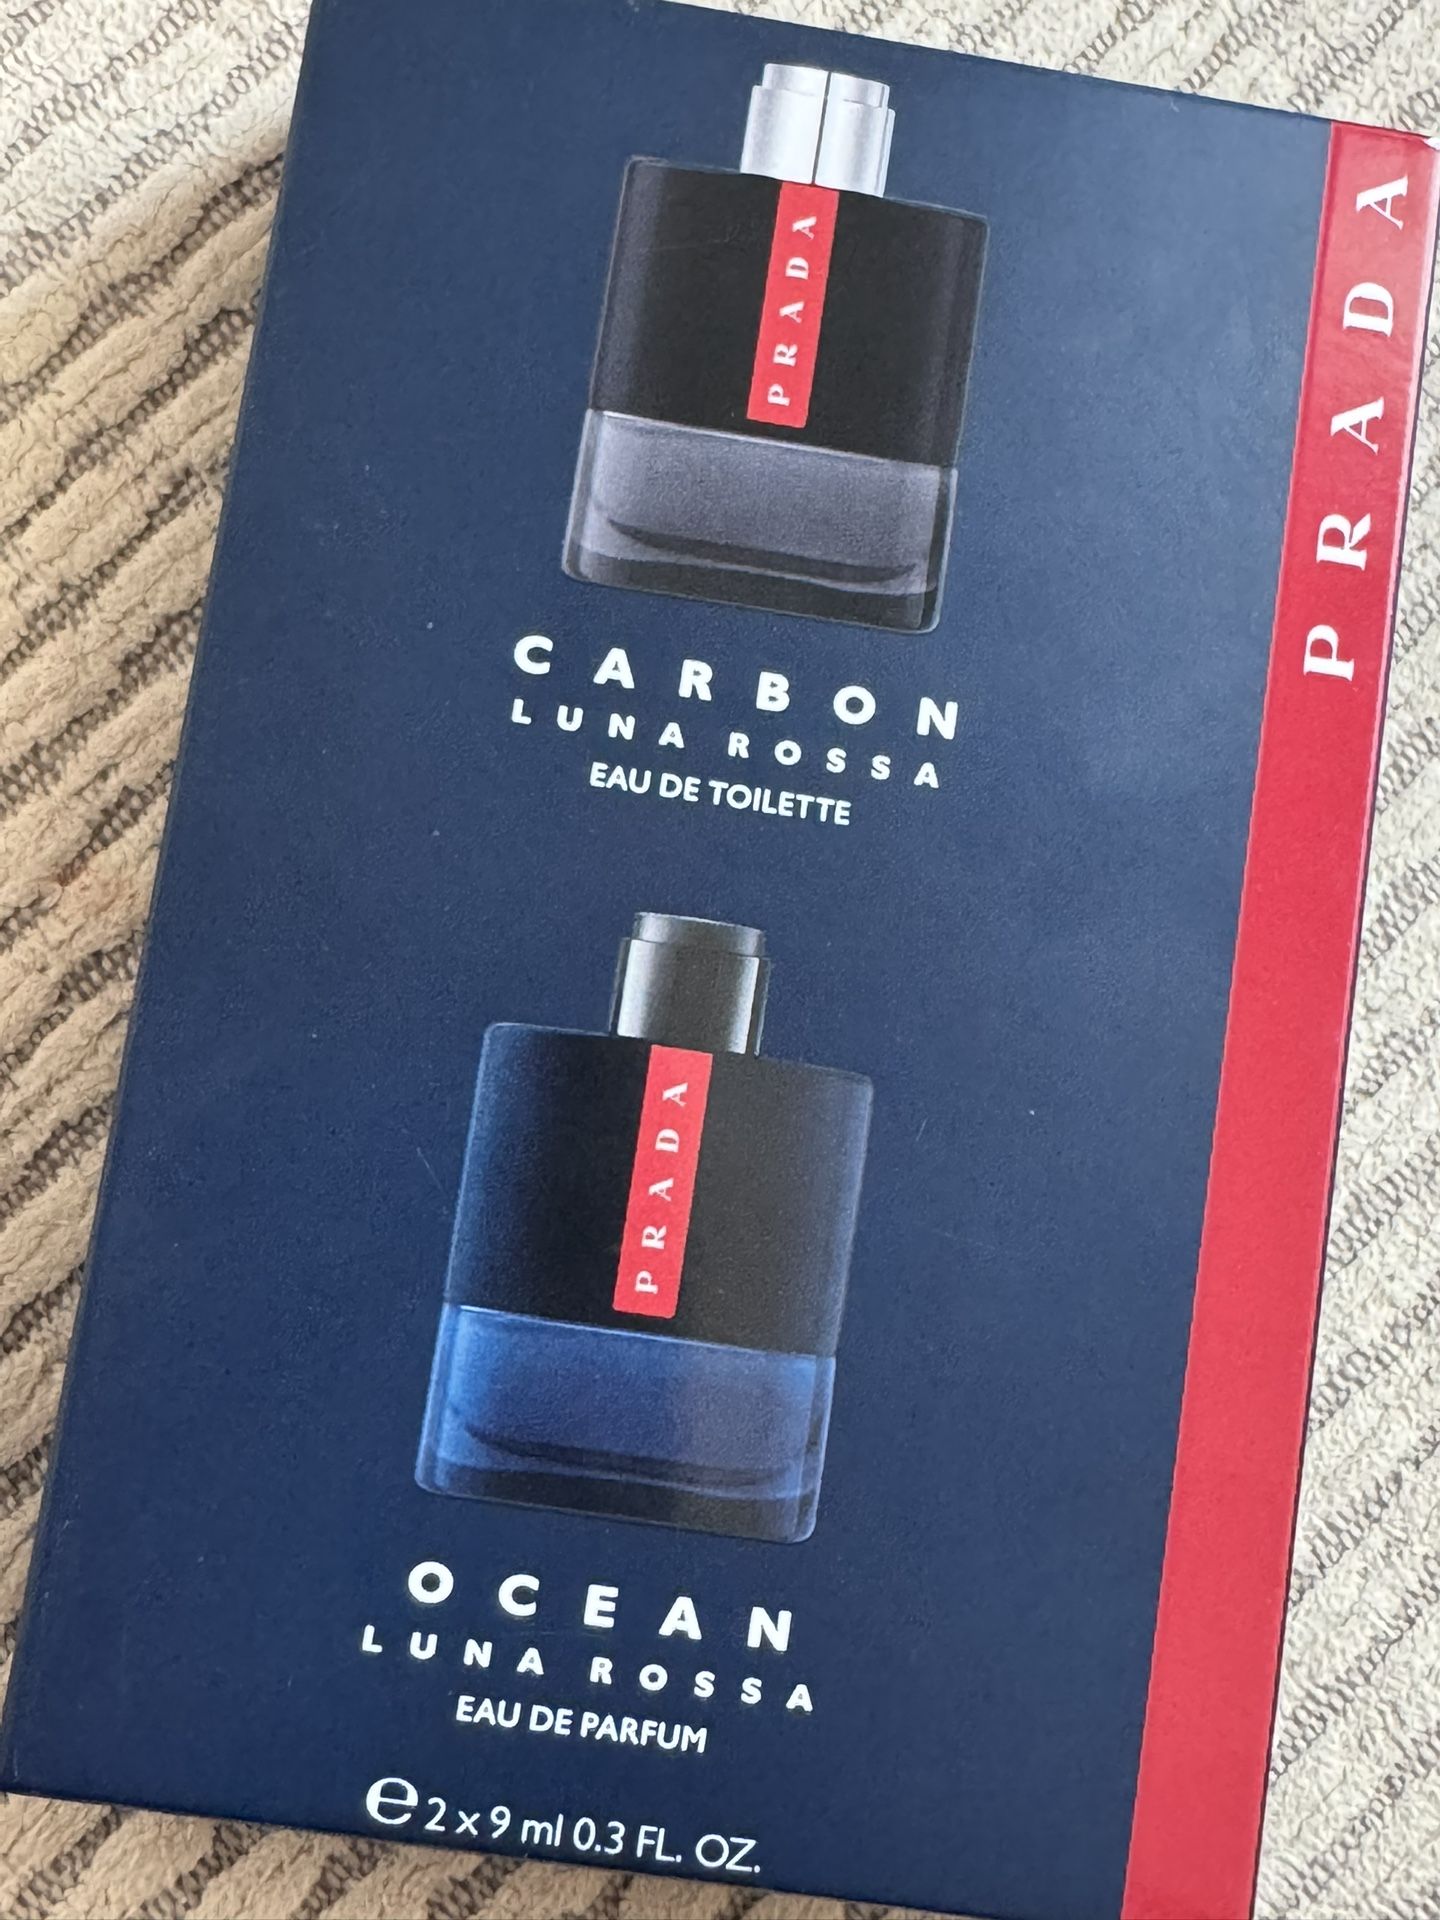 PRADA
PRADA
CARBON
LUNA ROSSA
EAU DE TOILETTE
PRADA
OCEAN
LUNA ROSSA
EAU DE PARFUM
e 2 x 9 ml 0.3 FL. OZ.